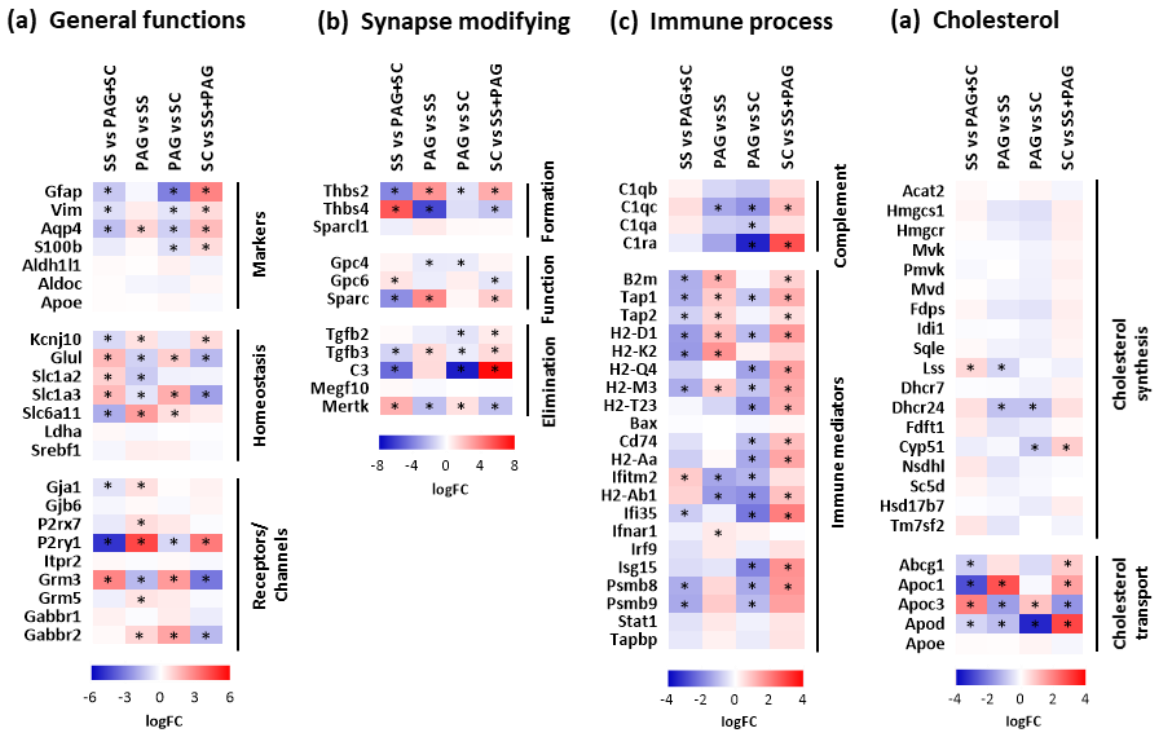 (a) General functions
SS vs PAG+SC
PAG vs SS
PAG vs SC
SC vs SS+PAG
Gfap * * *
Vim * * *
Aqp4 * * * *
S100b * *
Aldh1l1
Aldoc
Apoe
Markers
Kcnj10 * * *
Glul * * * *
Slc1a2 * *
Slc1a3 * * * *
Slc6a11 * * *
Ldha
Srebf1
Homeostasis
Gja1 * *
Gjb6
P2rx7 *
P2ry1 * * * *
Itpr2
Grm3 * * * *
Grm5 *
Gabbr1
Gabbr2 * * *
Receptors/
Channels
-6 -3 0 3 6
logFC
(b) Synapse modifying
SS vs PAG+SC
PAG vs SS
PAG vs SC
SC vs SS+PAG
Thbs2 * * * *
Thbs4 * * *
Sparcl1
Formation
Gpc4 * *
Gpc6 * *
Sparc * * *
Function
Tgfb2 * *
Tgfb3 * * * *
C3 * * *
Megf10
Mertk * * * *
Elimination
-8 -4 0 4 8
logFC
(c) Immune process
SS vs PAG+SC
PAG vs SS
PAG vs SC
SC vs SS+PAG
C1qb
C1qc * * *
C1qa *
C1ra * *
Complement
B2m * * *
Tap1 * * * *
Tap2 * * *
H2-D1 * * * *
H2-K2 * *
H2-Q4 * *
H2-M3 * * * *
H2-T23 * *
Bax
Cd74 * *
H2-Aa * *
Ifitm2 * * *
H2-Ab1 * * *
Ifi35 * * *
Ifnar1 *
Irf9
Isg15 * *
Psmb8 * * *
Psmb9 * *
Stat1
Tapbp
Immune mediators
-4 -2 0 2 4
logFC
(a) Cholesterol
SS vs PAG+SC
PAG vs SS
PAG vs SC
SC vs SS+PAG
Acat2
Hmgcs1
Hmgcr
Mvk
Pmvk
Mvd
Fdps
Idi1
Sqle
Lss * *
Dhcr7
Dhcr24 * *
Fdft1
Cyp51 * *
Nsdhl
Sc5d
Hsd17b7
Tm7sf2
Cholesterol
synthesis
Abcg1 * *
Apoc1 * * *
Apoc3 * * * *
Apod * * * *
Apoe
Cholesterol
transport
-4 -2 0 2 4
logFC